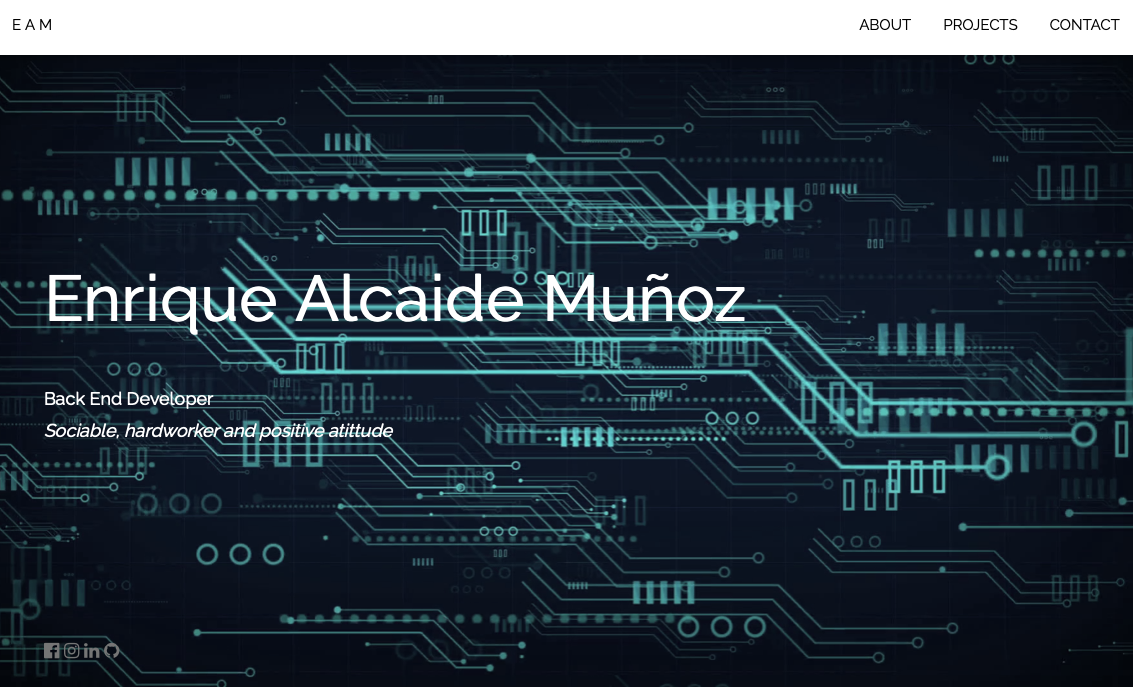 E A M
ABOUT PROJECTS CONTACT
Enrique Alcaide Muñoz
Back End Developer
Sociable, hardworker and positive atittude